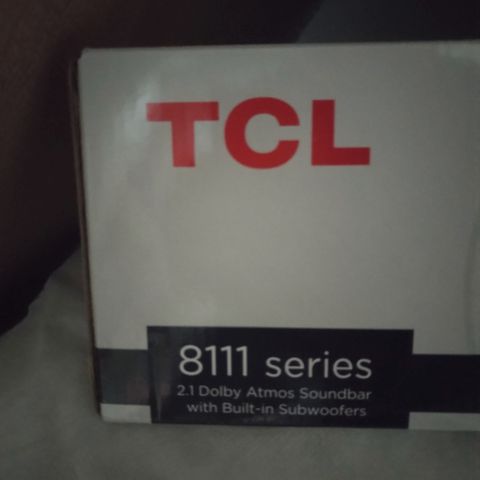 TCL
8111 series
2.1 Dolby Atmos Soundbar
with Built-in Subwoofers